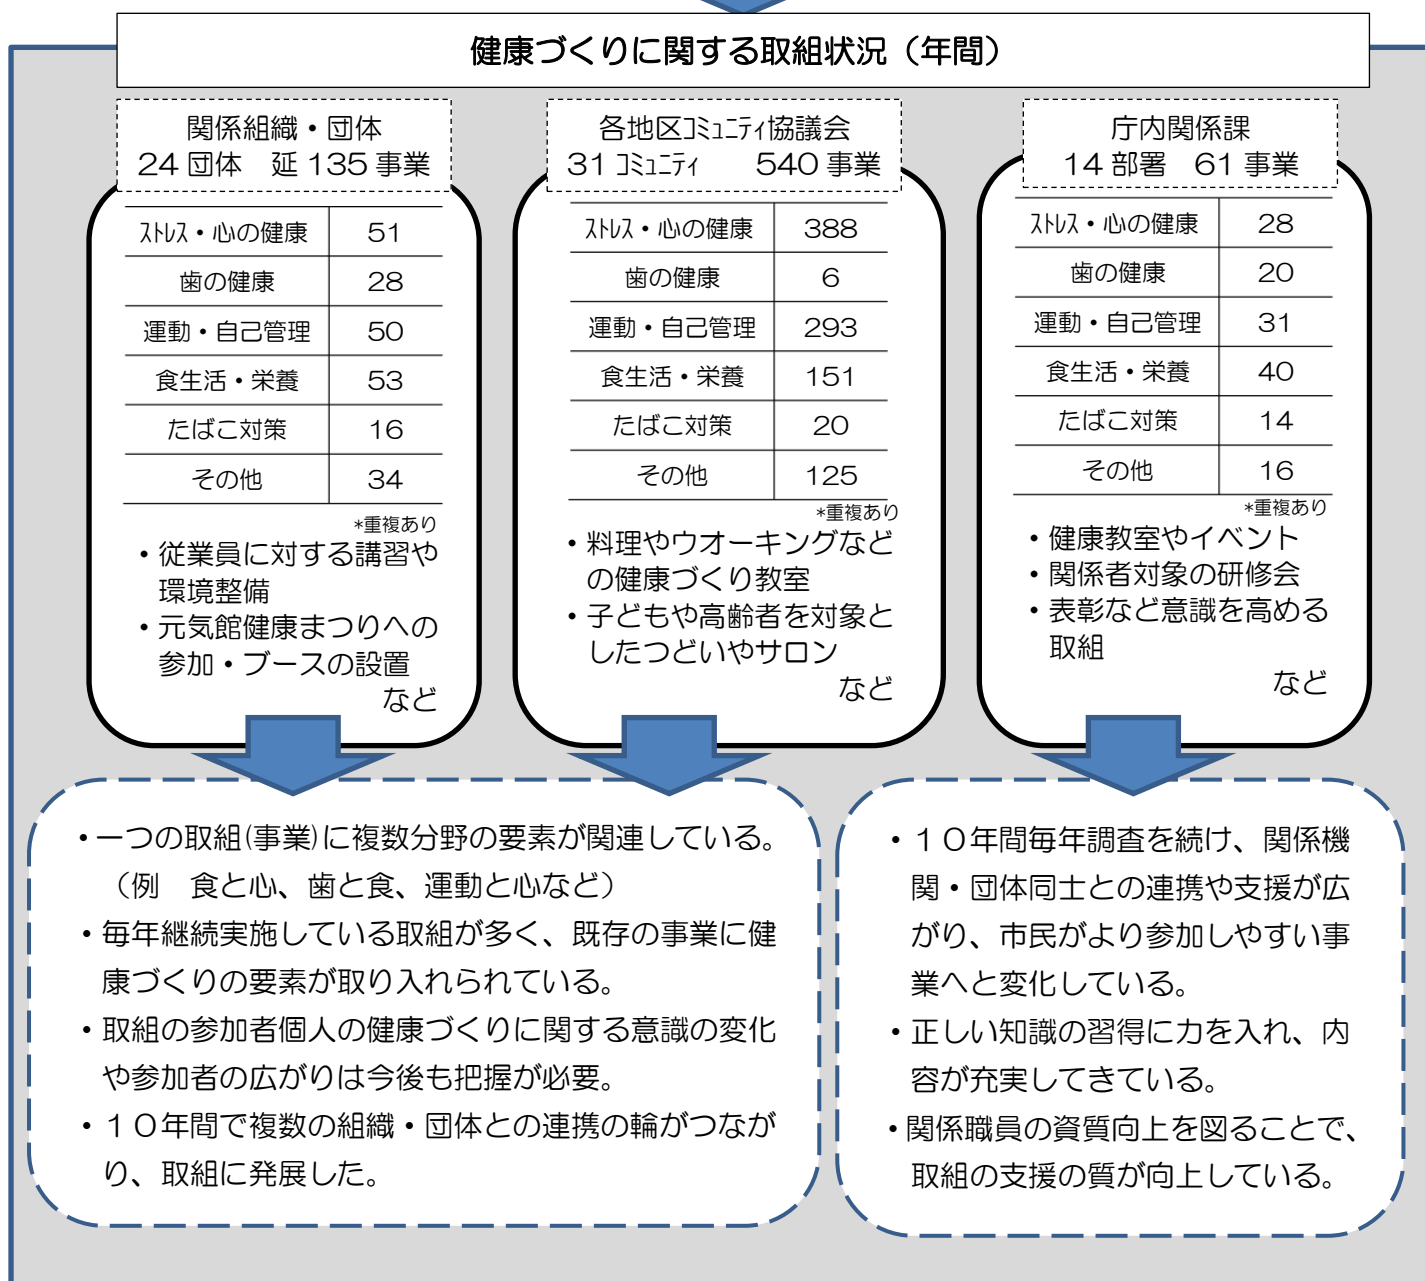 健康づくりに関する取組状況（年間）
関係組織・団体
24 団体　延 135 事業
ｽﾄﾚｽ・心の健康 51
歯の健康 28
運動・自己管理 50
食生活・栄養 53
たばこ対策 16
その他 34
*重複あり
・従業員に対する講習や
環境整備
・元気館健康まつりへの
参加・ブースの設置
など
各地区ｺﾐｭﾆﾃｨ協議会
31 ｺﾐｭﾆﾃｨ　540 事業
ｽﾄﾚｽ・心の健康 388
歯の健康 6
運動・自己管理 293
食生活・栄養 151
たばこ対策 20
その他 125
*重複あり
・料理やウオーキングなど
の健康づくり教室
・子どもや高齢者を対象と
したつどいやサロン
など
庁内関係課
14 部署　61 事業
ｽﾄﾚｽ・心の健康 28
歯の健康 20
運動・自己管理 31
食生活・栄養 40
たばこ対策 14
その他 16
*重複あり
・健康教室やイベント
・関係者対象の研修会
・表彰など意識を高める
取組
など
・一つの取組(事業)に複数分野の要素が関連している。
（例　食と心、歯と食、運動と心など）
・毎年継続実施している取組が多く、既存の事業に健
康づくりの要素が取り入れられている。
・取組の参加者個人の健康づくりに関する意識の変化
や参加者の広がりは今後も把握が必要。
・１０年間で複数の組織・団体との連携の輪がつなが
り、取組に発展した。
・１０年間毎年調査を続け、関係機
関・団体同士との連携や支援が広
がり、市民がより参加しやすい事
業へと変化している。
・正しい知識の習得に力を入れ、内
容が充実してきている。
・関係職員の資質向上を図ることで、
取組の支援の質が向上している。